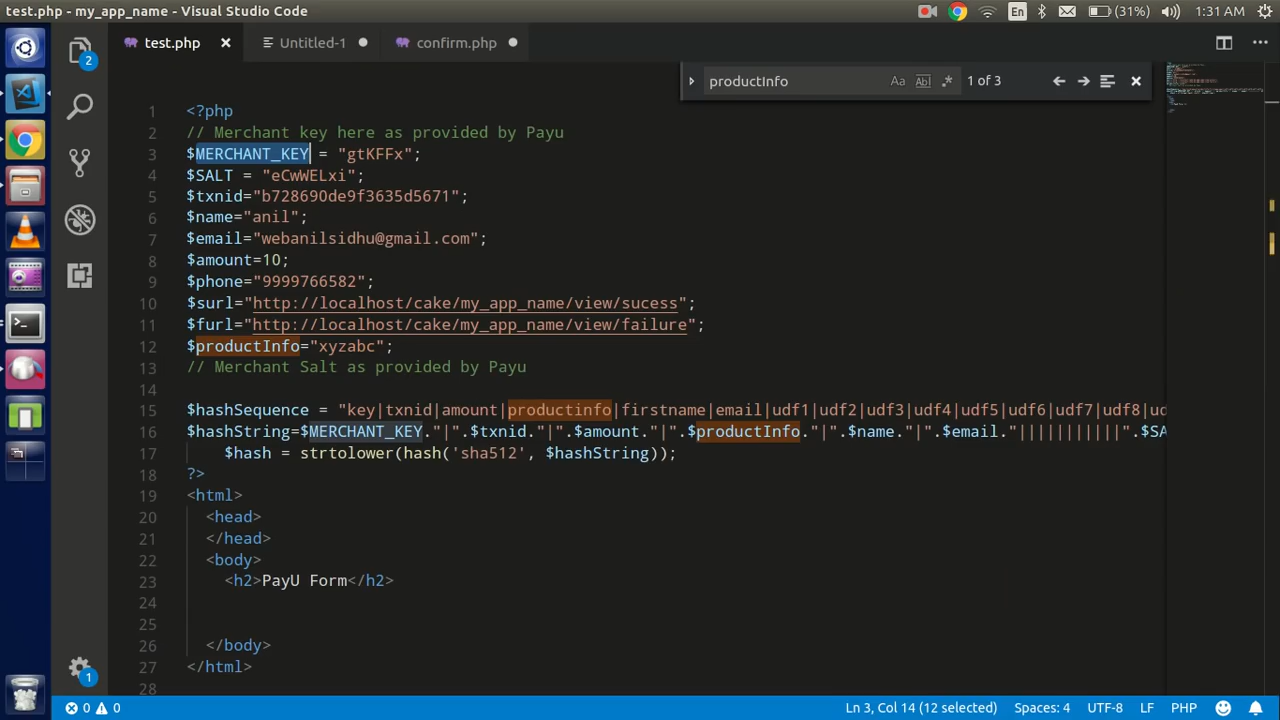 test.php - my_app_name - Visual Studio Code
En
(31%)
1:31 AM
test.php
Untitled-1
confirm.php
2
productInfo
Aa
Ab|
.*
1 of 3
1 <?php
2 // Merchant key here as provided by Payu
3 $MERCHANT_KEY = "gtKFFx";
4 $SALT = "eCwWELxi";
5 $txnid="b728690de9f3635d5671";
6 $name="anil";
7 $email="webanilsidhu@gmail.com";
8 $amount=10;
9 $phone="9999766582";
10 $surl="http://localhost/cake/my_app_name/view/sucess";
11 $furl="http://localhost/cake/my_app_name/view/failure";
12 $productInfo="xyzabc";
13 // Merchant Salt as provided by Payu
14
15 $hashSequence = "key|txnid|amount|productinfo|firstname|email|udf1|udf2|udf3|udf4|udf5|udf6|udf7|udf8|ud
16 $hashString=$MERCHANT_KEY."|".$txnid."|".$amount."|".$productInfo."|".$name."|".$email."|||||||||||".$SA
17 $hash = strtolower(hash('sha512', $hashString));
18 ?>
19 <html>
20 <head>
21 </head>
22 <body>
23 <h2>PayU Form</h2>
24
25
26 </body>
27 </html>
28
1
0
0
Ln 3, Col 14 (12 selected)
Spaces: 4
UTF-8
LF
PHP